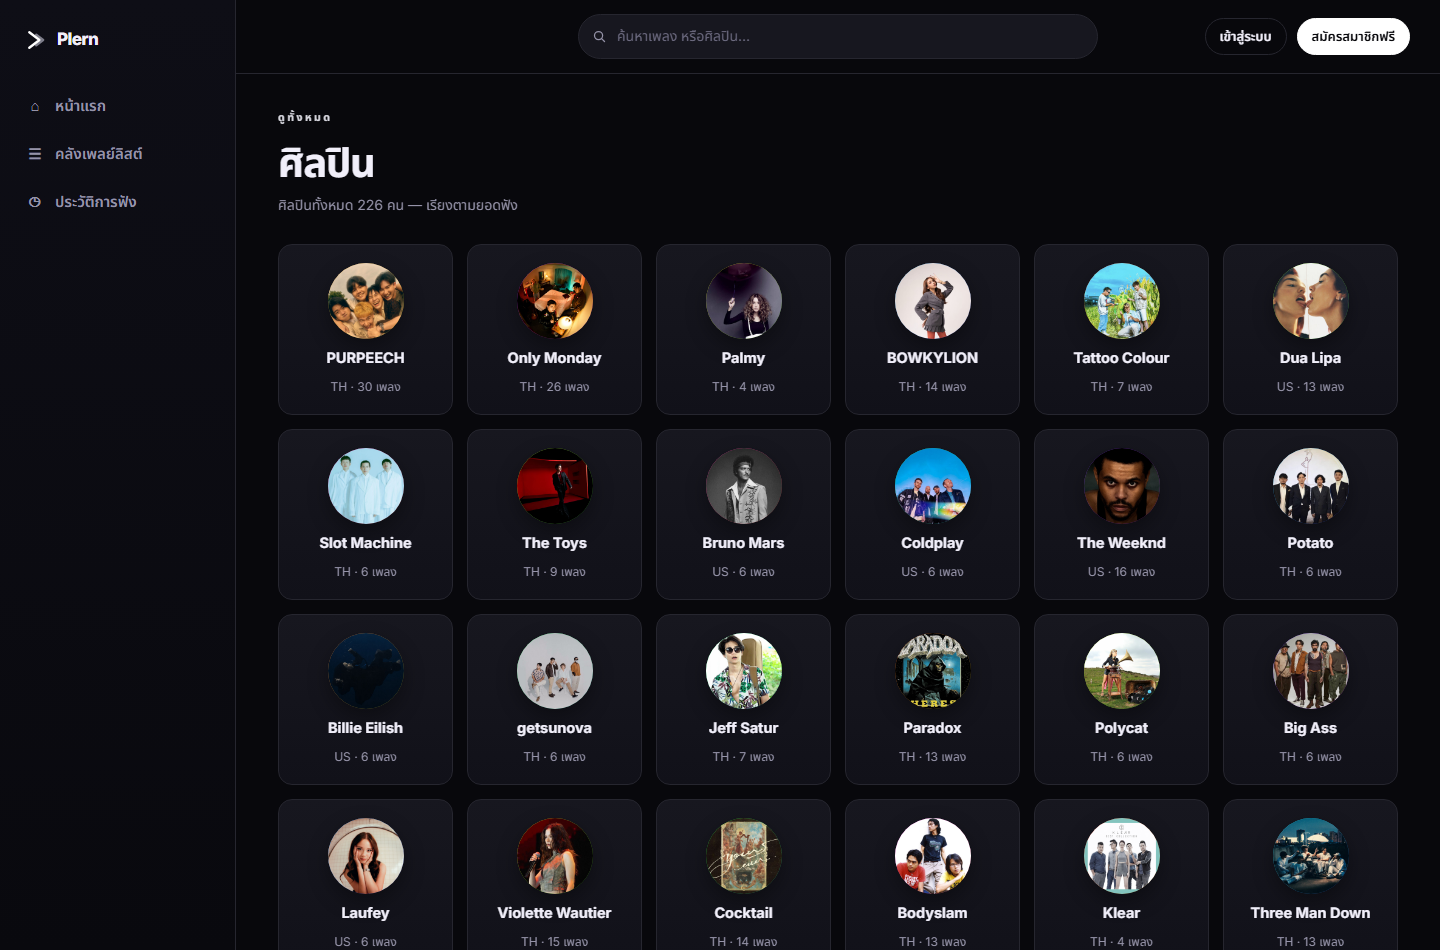 Plern
ค้นหาเพลง หรือศิลปิน...
เข้าสู่ระบบ
สมัครสมาชิกฟรี
หน้าแรก
คลังเพลย์ลิสต์
ประวัติการฟัง
ดูทั้งหมด
ศิลปิน
ศิลปินทั้งหมด 226 คน — เรียงตามยอดฟัง
PURPEECH
TH · 30 เพลง
Only Monday
TH · 26 เพลง
Palmy
TH · 4 เพลง
BOWKYLION
TH · 14 เพลง
Tattoo Colour
TH · 7 เพลง
Dua Lipa
US · 13 เพลง
Slot Machine
TH · 6 เพลง
The Toys
TH · 9 เพลง
Bruno Mars
US · 6 เพลง
Coldplay
US · 6 เพลง
The Weeknd
US · 16 เพลง
Potato
TH · 6 เพลง
Billie Eilish
US · 6 เพลง
getsunova
TH · 6 เพลง
Jeff Satur
TH · 7 เพลง
Paradox
TH · 13 เพลง
Polycat
TH · 6 เพลง
Big Ass
TH · 6 เพลง
Laufey
US · 6 เพลง
Violette Wautier
TH · 15 เพลง
Cocktail
TH · 14 เพลง
Bodyslam
TH · 13 เพลง
KLEAR
Klear
TH · 4 เพลง
Three Man Down
TH · 13 เพลง